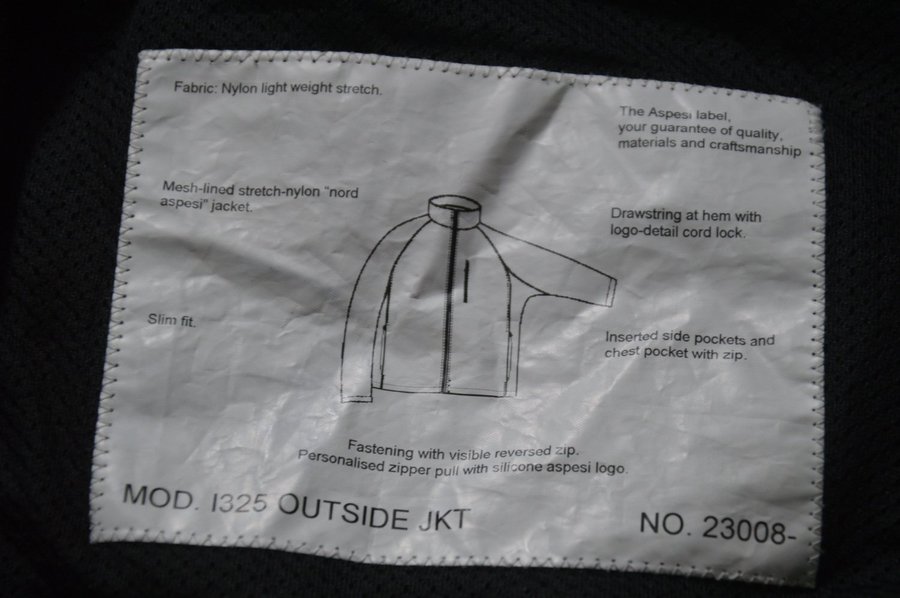 Fabric: Nylon light weight stretch.
The Aspesi label,
your guarantee of quality,
materials and craftsmanship
Mesh-lined stretch-nylon "nord
aspesi" jacket.
Drawstring at hem with
logo-detail cord lock.
Slim fit.
Inserted side pockets and
chest pocket with zip.
Fastening with visible reversed zip.
Personalised zipper pull with silicone aspesi logo.
MOD. I325 OUTSIDE JKT
NO. 23008-